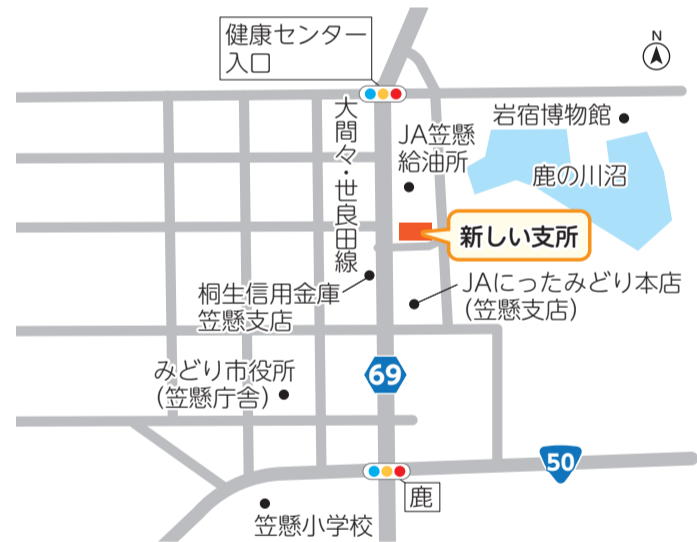 健康センター
入口
N
大間々・世良田線
JA笠懸
給油所
岩宿博物館
鹿の川沼
新しい支所
桐生信用金庫
笠懸支店
JAにったみどり本店
(笠懸支店)
みどり市役所
(笠懸庁舎)
69
50
鹿
笠懸小学校